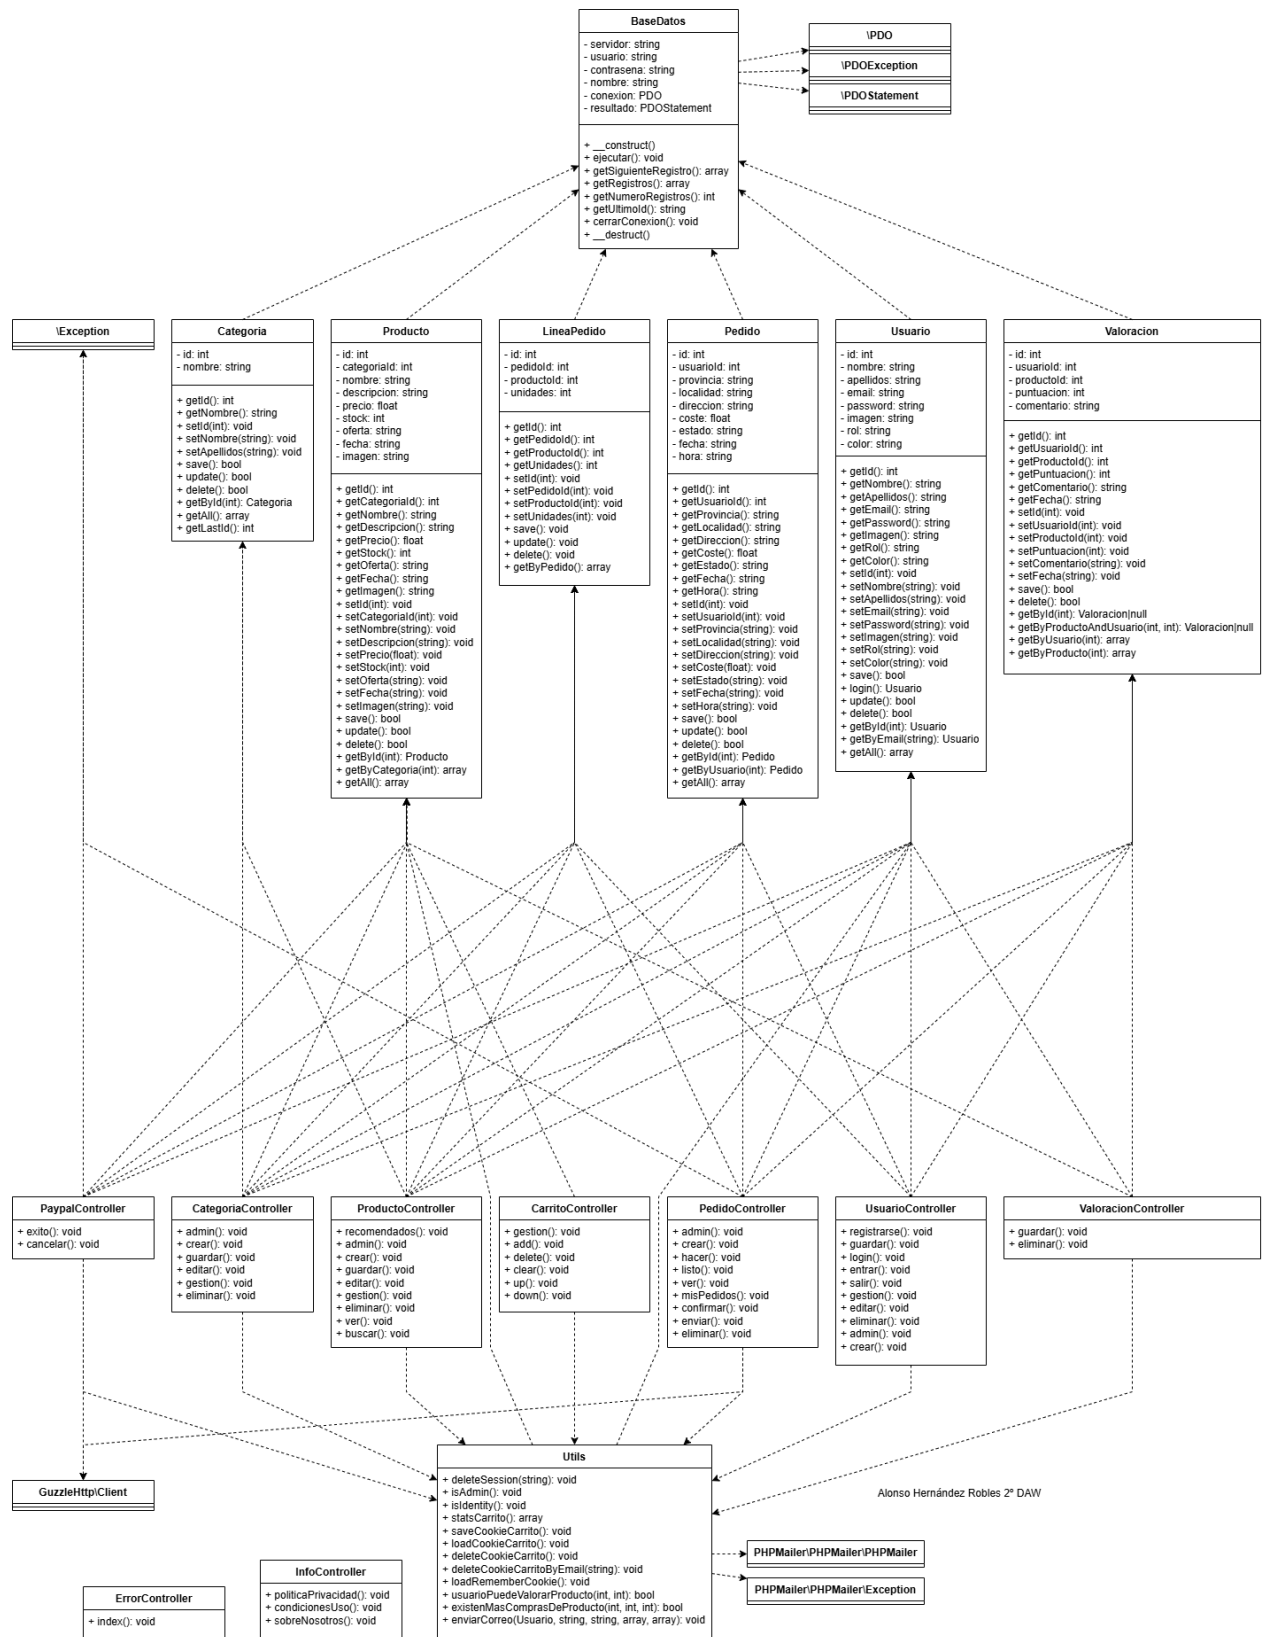 BaseDatos
- servidor: string
- usuario: string
- contrasena: string
- nombre: string
- conexion: PDO
- resultado: PDOStatement
+ __construct()
+ ejecutar(): void
+ getSiguienteRegistro(): array
+ getRegistros(): array
+ getNumeroRegistros(): int
+ getUltimoId(): string
+ cerrarConexion(): void
+ __destruct()
\PDO
\PDOException
\PDOStatement
\Exception
Categoria
- id: int
- nombre: string
+ getId(): int
+ getNombre(): string
+ setId(int): void
+ setNombre(string): void
+ setApellidos(string): void
+ save(): bool
+ update(): bool
+ delete(): bool
+ getById(int): Categoria
+ getAll(): array
+ getLastId(): int
Producto
- id: int
- categoriaId: int
- nombre: string
- descripcion: string
- precio: float
- stock: int
- oferta: string
- fecha: string
- imagen: string
+ getId(): int
+ getCategoriaId(): int
+ getNombre(): string
+ getDescripcion(): string
+ getPrecio(): float
+ getStock(): int
+ getOferta(): string
+ getFecha(): string
+ getImagen(): string
+ setId(int): void
+ setCategoriaId(int): void
+ setNombre(string): void
+ setDescripcion(string): void
+ setPrecio(float): void
+ setStock(int): void
+ setOferta(string): void
+ setFecha(string): void
+ setImagen(string): void
+ save(): bool
+ update(): bool
+ delete(): bool
+ getById(int): Producto
+ getByCategoria(int): array
+ getAll(): array
LineaPedido
- id: int
- pedidoId: int
- productoId: int
- unidades: int
+ getId(): int
+ getPedidoId(): int
+ getProductoId(): int
+ getUnidades(): int
+ setId(int): void
+ setPedidoId(int): void
+ setProductoId(int): void
+ setUnidades(int): void
+ save(): void
+ update(): void
+ delete(): void
+ getByPedido(): array
Pedido
- id: int
- usuarioId: int
- provincia: string
- localidad: string
- direccion: string
- coste: float
- estado: string
- fecha: string
- hora: string
+ getId(): int
+ getUsuarioId(): int
+ getProvincia(): string
+ getLocalidad(): string
+ getDireccion(): string
+ getCoste(): float
+ getEstado(): string
+ getFecha(): string
+ getHora(): string
+ setId(int): void
+ setUsuarioId(int): void
+ setProvincia(string): void
+ setLocalidad(string): void
+ setDireccion(string): void
+ setCoste(float): void
+ setEstado(string): void
+ setFecha(string): void
+ setHora(string): void
+ save(): bool
+ update(): bool
+ delete(): bool
+ getById(int): Pedido
+ getByUsuario(int): Pedido
+ getAll(): array
Usuario
- id: int
- nombre: string
- apellidos: string
- email: string
- password: string
- imagen: string
- rol: string
- color: string
+ getId(): int
+ getNombre(): string
+ getApellidos(): string
+ getEmail(): string
+ getPassword(): string
+ getImagen(): string
+ getRol(): string
+ getColor(): string
+ setId(int): void
+ setNombre(string): void
+ setApellidos(string): void
+ setEmail(string): void
+ setPassword(string): void
+ setImagen(string): void
+ setRol(string): void
+ setColor(string): void
+ save(): bool
+ login(): Usuario
+ update(): bool
+ delete(): bool
+ getById(int): Usuario
+ getByEmail(string): Usuario
+ getAll(): array
Valoracion
- id: int
- usuarioId: int
- productoId: int
- puntuacion: int
- comentario: string
+ getId(): int
+ getUsuarioId(): int
+ getProductoId(): int
+ getPuntuacion(): int
+ getComentario(): string
+ getFecha(): string
+ setId(int): void
+ setUsuarioId(int): void
+ setProductoId(int): void
+ setPuntuacion(int): void
+ setComentario(string): void
+ setFecha(string): void
+ save(): bool
+ delete(): bool
+ getById(int): Valoracion|null
+ getByProductoAndUsuario(int, int): Valoracion|null
+ getByUsuario(int): array
+ getByProducto(int): array
PaypalController
+ exito(): void
+ cancelar(): void
CategoriaController
+ admin(): void
+ crear(): void
+ guardar(): void
+ editar(): void
+ gestion(): void
+ eliminar(): void
ProductoController
+ recomendados(): void
+ admin(): void
+ crear(): void
+ guardar(): void
+ editar(): void
+ gestion(): void
+ eliminar(): void
+ ver(): void
+ buscar(): void
CarritoController
+ gestion(): void
+ add(): void
+ delete(): void
+ clear(): void
+ up(): void
+ down(): void
PedidoController
+ admin(): void
+ crear(): void
+ hacer(): void
+ listo(): void
+ ver(): void
+ misPedidos(): void
+ confirmar(): void
+ enviar(): void
+ eliminar(): void
UsuarioController
+ registrarse(): void
+ guardar(): void
+ login(): void
+ entrar(): void
+ salir(): void
+ gestion(): void
+ editar(): void
+ eliminar(): void
+ admin(): void
+ crear(): void
ValoracionController
+ guardar(): void
+ eliminar(): void
GuzzleHttp\Client
Utils
+ deleteSession(string): void
+ isAdmin(): void
+ isIdentity(): void
+ statsCarrito(): array
+ saveCookieCarrito(): void
+ loadCookieCarrito(): void
+ deleteCookieCarrito(): void
+ deleteCookieCarritoByEmail(string): void
+ loadRememberCookie(): void
+ usuarioPuedeValorarProducto(int, int): bool
+ existenMasComprasDeProducto(int, int, int): bool
+ enviarCorreo(Usuario, string, string, array, array): void
Alonso Hernández Robles 2º DAW
PHPMailer\PHPMailer\PHPMailer
PHPMailer\PHPMailer\Exception
InfoController
+ politicaPrivacidad(): void
+ condicionesUso(): void
+ sobreNosotros(): void
ErrorController
+ index(): void